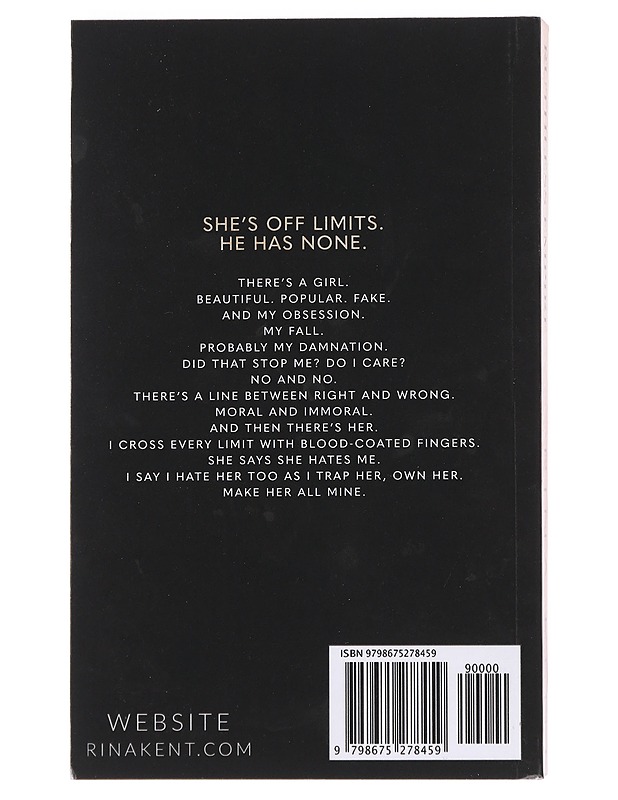 SHE'S OFF LIMITS.
HE HAS NONE.
THERE'S A GIRL.
BEAUTIFUL. POPULAR. FAKE.
AND MY OBSESSION.
MY FALL.
PROBABLY MY DAMNATION.
DID THAT STOP ME? DO I CARE?
NO AND NO.
THERE'S A LINE BETWEEN RIGHT AND WRONG.
MORAL AND IMMORAL.
AND THEN THERE'S HER.
I CROSS EVERY LIMIT WITH BLOOD-COATED FINGERS.
SHE SAYS SHE HATES ME.
I SAY I HATE HER TOO AS I TRAP HER, OWN HER.
MAKE HER ALL MINE.
ISBN 9798675278459
90000
9 798675 278459
WEBSITE
RINAKENT.COM